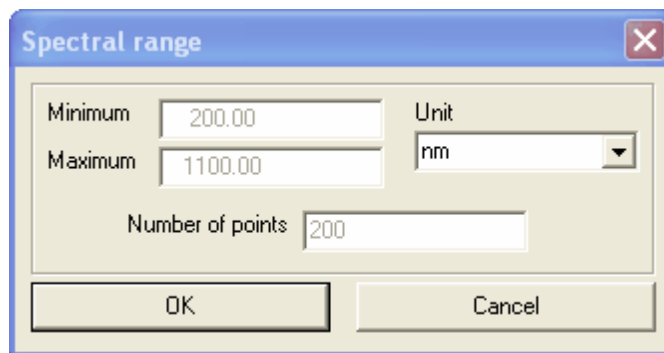 Spectral range
Minimum 200.00 Unit
Maximum 1100.00 nm
Number of points 200
OK Cancel